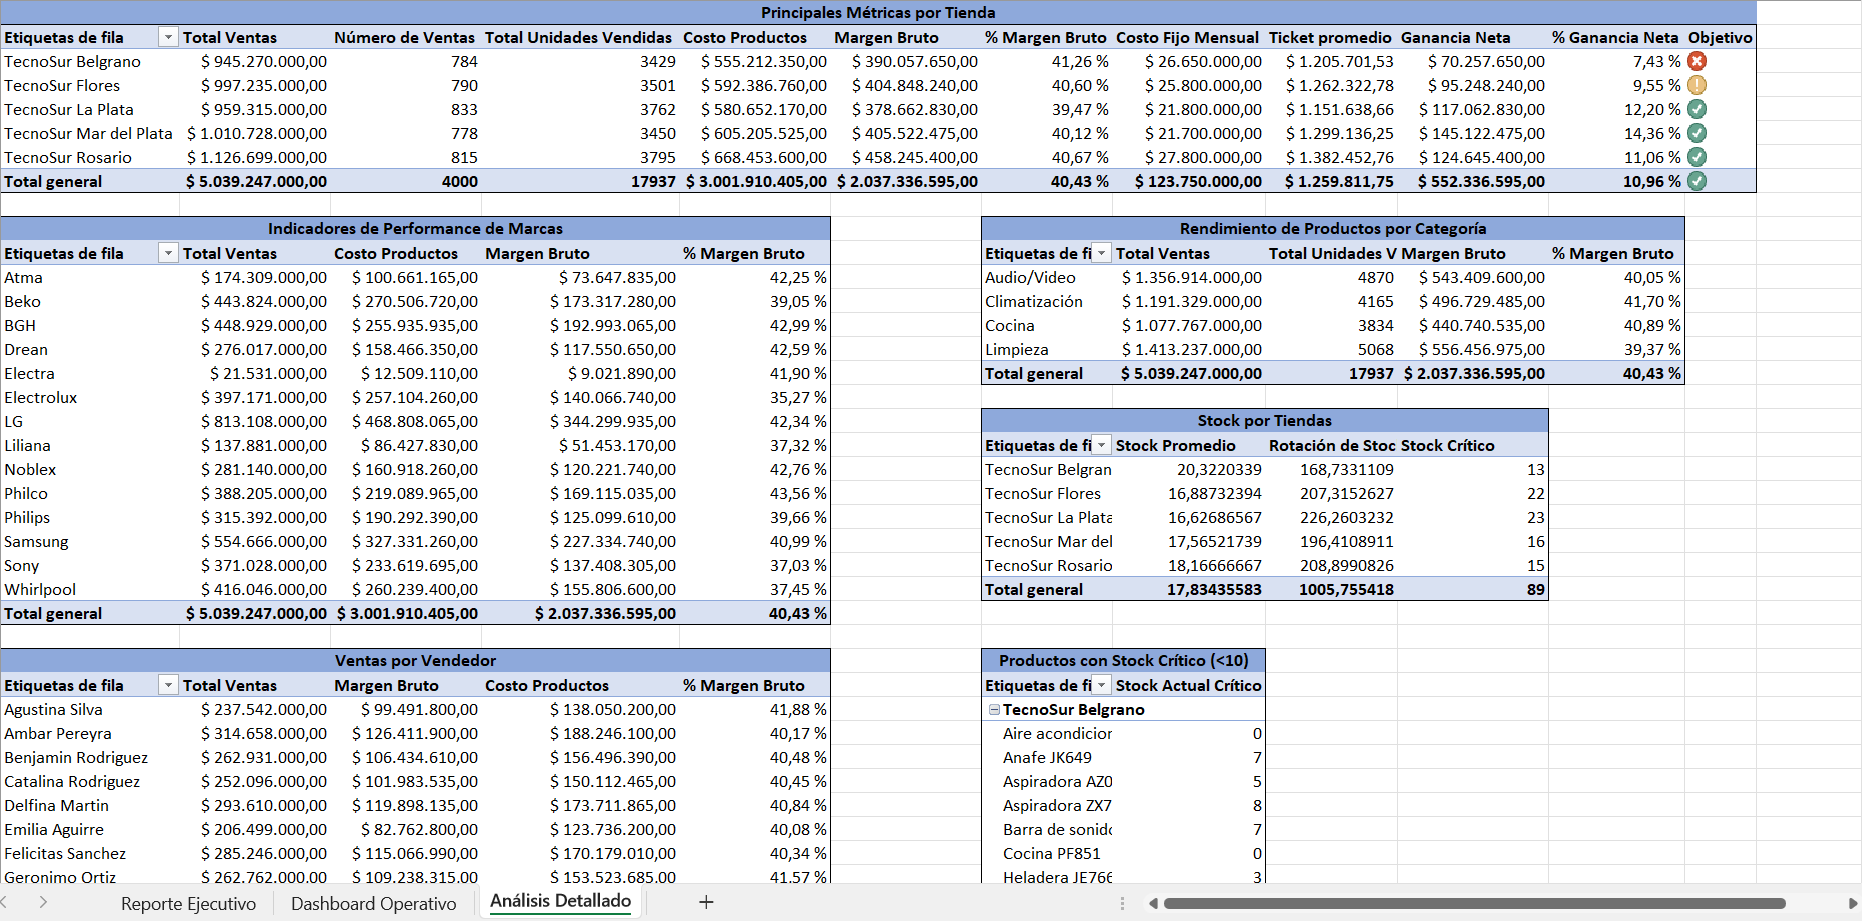 Principales Métricas por Tienda
Etiquetas de fila Total Ventas Número de Ventas Total Unidades Vendidas Costo Productos Margen Bruto % Margen Bruto Costo Fijo Mensual Ticket promedio Ganancia Neta % Ganancia Neta Objetivo
TecnoSur Belgrano $ 945.270.000,00 784 3429 $ 555.212.350,00 $ 390.057.650,00 41,26 % $ 26.650.000,00 $ 1.205.701,53 $ 70.257.650,00 7,43 %
TecnoSur Flores $ 997.235.000,00 790 3501 $ 592.386.760,00 $ 404.848.240,00 40,60 % $ 25.800.000,00 $ 1.262.322,78 $ 95.248.240,00 9,55 %
TecnoSur La Plata $ 959.315.000,00 833 3762 $ 580.652.170,00 $ 378.662.830,00 39,47 % $ 21.800.000,00 $ 1.151.638,66 $ 117.062.830,00 12,20 %
TecnoSur Mar del Plata $ 1.010.728.000,00 778 3450 $ 605.205.525,00 $ 405.522.475,00 40,12 % $ 21.700.000,00 $ 1.299.136,25 $ 145.122.475,00 14,36 %
TecnoSur Rosario $ 1.126.699.000,00 815 3795 $ 668.453.600,00 $ 458.245.400,00 40,67 % $ 27.800.000,00 $ 1.382.452,76 $ 124.645.400,00 11,06 %
Total general $ 5.039.247.000,00 4000 17937 $ 3.001.910.405,00 $ 2.037.336.595,00 40,43 % $ 123.750.000,00 $ 1.259.811,75 $ 552.336.595,00 10,96 %
Indicadores de Performance de Marcas
Etiquetas de fila Total Ventas Costo Productos Margen Bruto % Margen Bruto
Atma $ 174.309.000,00 $ 100.661.165,00 $ 73.647.835,00 42,25 %
Beko $ 443.824.000,00 $ 270.506.720,00 $ 173.317.280,00 39,05 %
BGH $ 448.929.000,00 $ 255.935.935,00 $ 192.993.065,00 42,99 %
Drean $ 276.017.000,00 $ 158.466.350,00 $ 117.550.650,00 42,59 %
Electra $ 21.531.000,00 $ 12.509.110,00 $ 9.021.890,00 41,90 %
Electrolux $ 397.171.000,00 $ 257.104.260,00 $ 140.066.740,00 35,27 %
LG $ 813.108.000,00 $ 468.808.065,00 $ 344.299.935,00 42,34 %
Liliana $ 137.881.000,00 $ 86.427.830,00 $ 51.453.170,00 37,32 %
Noblex $ 281.140.000,00 $ 160.918.260,00 $ 120.221.740,00 42,76 %
Philco $ 388.205.000,00 $ 219.089.965,00 $ 169.115.035,00 43,56 %
Philips $ 315.392.000,00 $ 190.292.390,00 $ 125.099.610,00 39,66 %
Samsung $ 554.666.000,00 $ 327.331.260,00 $ 227.334.740,00 40,99 %
Sony $ 371.028.000,00 $ 233.619.695,00 $ 137.408.305,00 37,03 %
Whirlpool $ 416.046.000,00 $ 260.239.400,00 $ 155.806.600,00 37,45 %
Total general $ 5.039.247.000,00 $ 3.001.910.405,00 $ 2.037.336.595,00 40,43 %
Rendimiento de Productos por Categoría
Etiquetas de fi Total Ventas Total Unidades V Margen Bruto % Margen Bruto
Audio/Video $ 1.356.914.000,00 4870 $ 543.409.600,00 40,05 %
Climatización $ 1.191.329.000,00 4165 $ 496.729.485,00 41,70 %
Cocina $ 1.077.767.000,00 3834 $ 440.740.535,00 40,89 %
Limpieza $ 1.413.237.000,00 5068 $ 556.456.975,00 39,37 %
Total general $ 5.039.247.000,00 17937 $ 2.037.336.595,00 40,43 %
Stock por Tiendas
Etiquetas de fi Stock Promedio Rotación de Stoc Stock Crítico
TecnoSur Belgran 20,3220339 168,7331109 13
TecnoSur Flores 16,88732394 207,3152627 22
TecnoSur La Plata 16,62686567 226,2603232 23
TecnoSur Mar del 17,56521739 196,4108911 16
TecnoSur Rosario 18,16666667 208,8990826 15
Total general 17,83435583 1005,755418 89
Ventas por Vendedor
Etiquetas de fila Total Ventas Margen Bruto Costo Productos % Margen Bruto
Agustina Silva $ 237.542.000,00 $ 99.491.800,00 $ 138.050.200,00 41,88 %
Ambar Pereyra $ 314.658.000,00 $ 126.411.900,00 $ 188.246.100,00 40,17 %
Benjamin Rodriguez $ 262.931.000,00 $ 106.434.610,00 $ 156.496.390,00 40,48 %
Catalina Rodriguez $ 252.096.000,00 $ 101.983.535,00 $ 150.112.465,00 40,45 %
Delfina Martin $ 293.610.000,00 $ 119.898.135,00 $ 173.711.865,00 40,84 %
Emilia Aguirre $ 206.499.000,00 $ 82.762.800,00 $ 123.736.200,00 40,08 %
Felicitas Sanchez $ 285.246.000,00 $ 115.066.990,00 $ 170.179.010,00 40,34 %
Geronimo Ortiz $ 262.762.000,00 $ 109.238.315,00 $ 153.523.685,00 41,57 %
Productos con Stock Crítico (<10)
Etiquetas de fi Stock Actual Crítico
TecnoSur Belgrano
Aire acondicior 0
Anafe JK649 7
Aspiradora AZ0 5
Aspiradora ZX7 8
Barra de sonido 7
Cocina PF851 0
Heladera JE766 3
Reporte Ejecutivo Dashboard Operativo Análisis Detallado